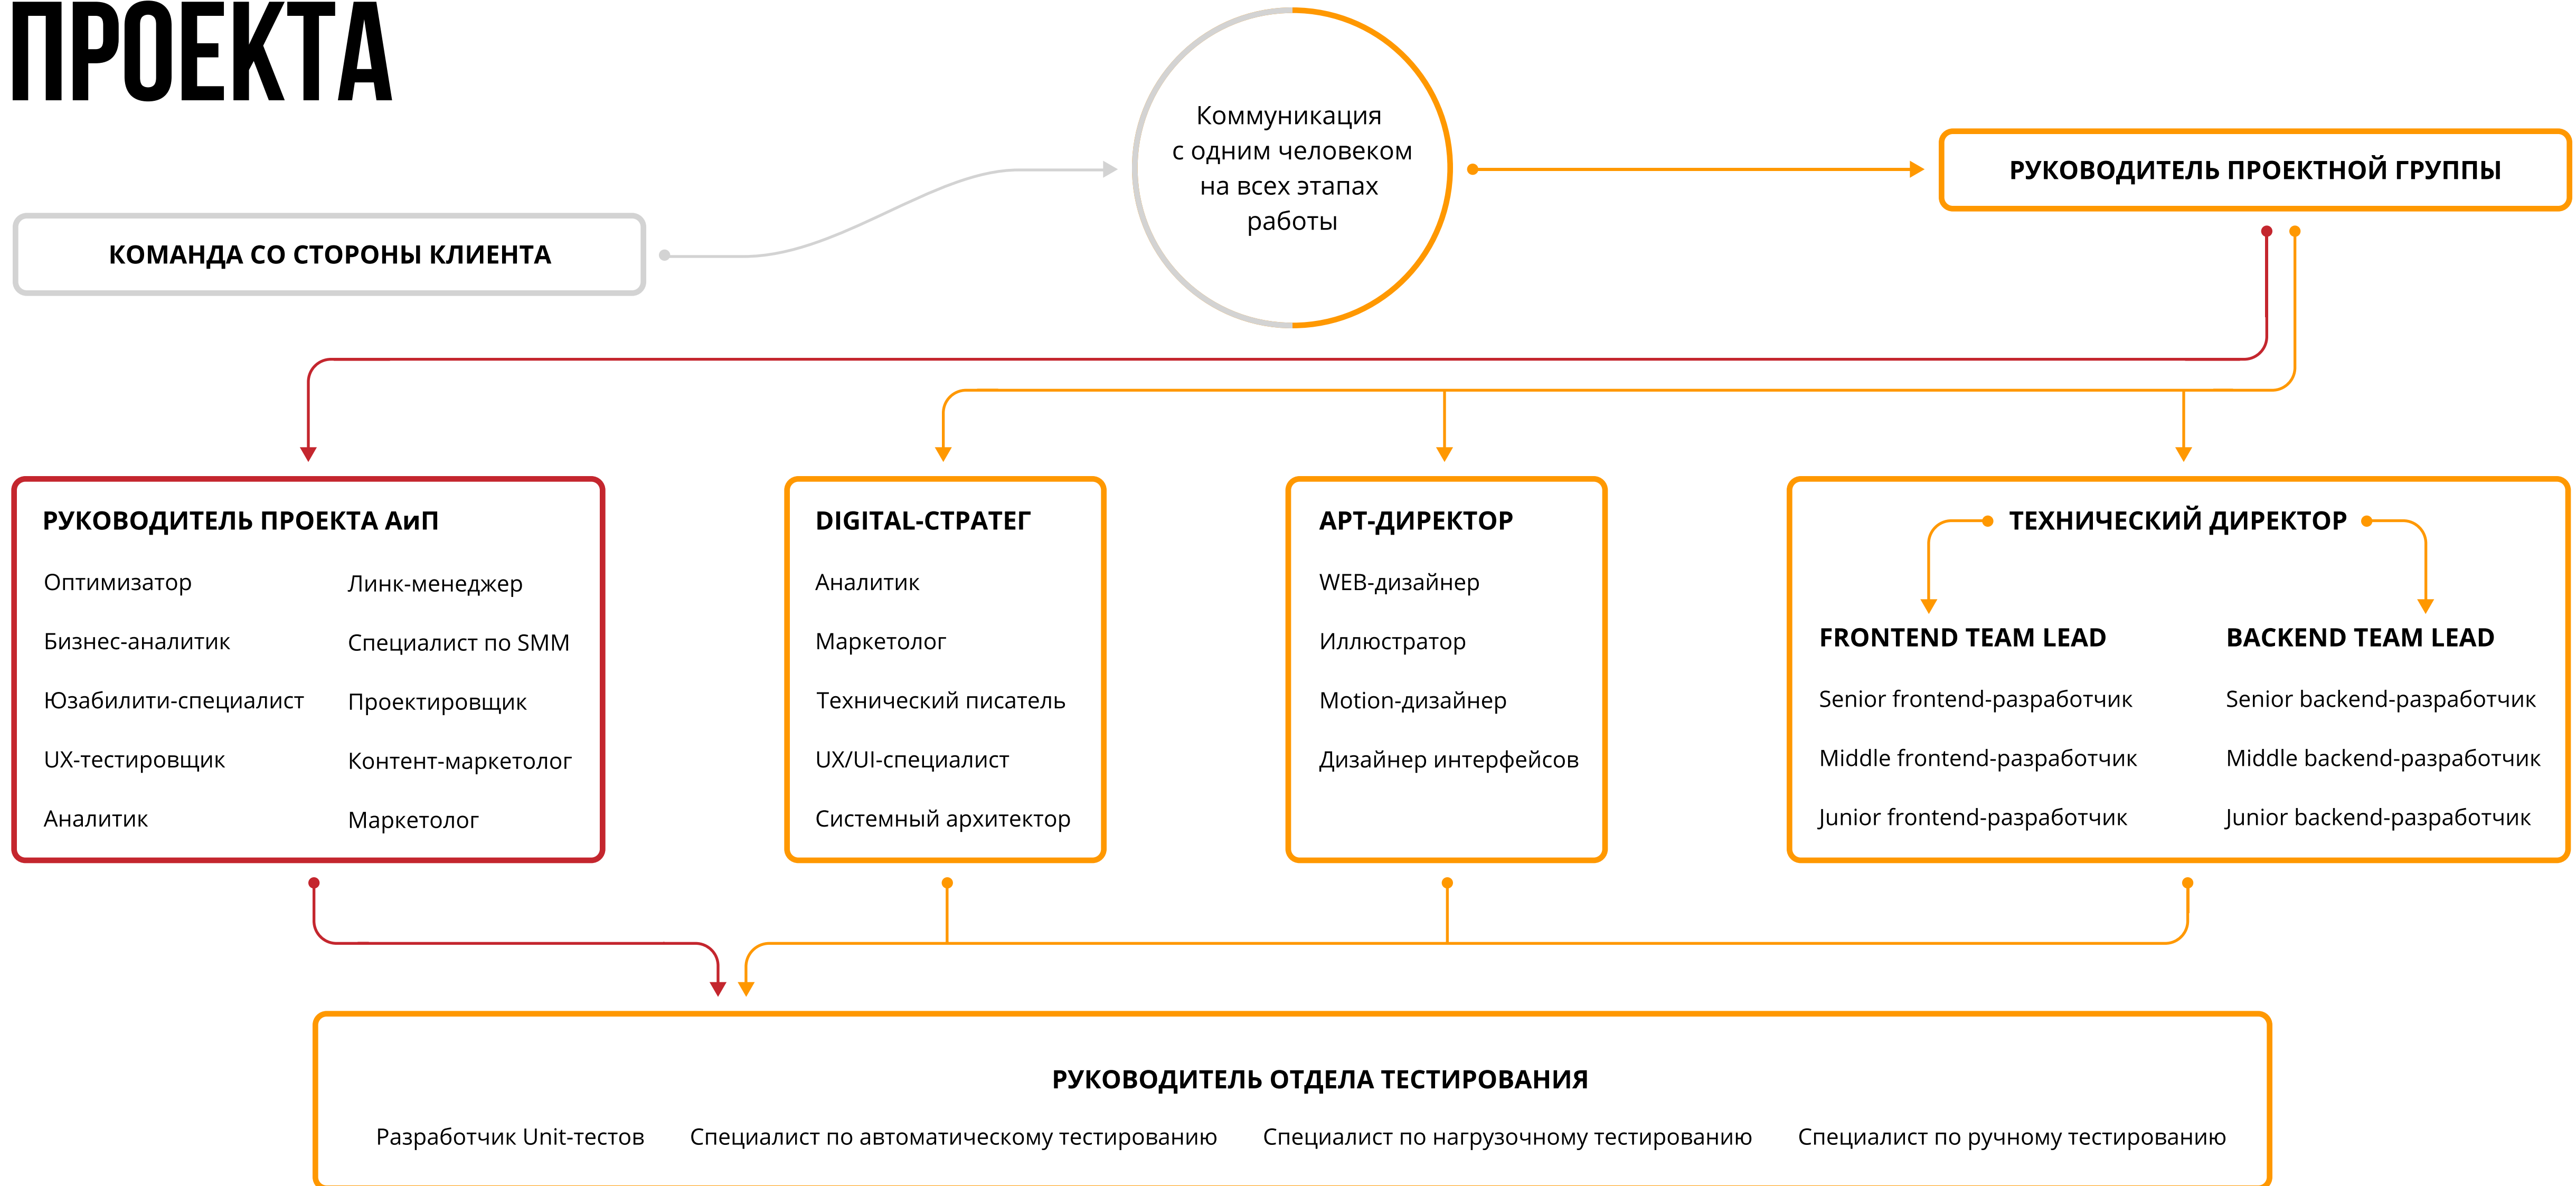 ПРОЕКТА
Коммуникация
с одним человеком
на всех этапах
работы
РУКОВОДИТЕЛЬ ПРОЕКТНОЙ ГРУППЫ
КОМАНДА СО СТОРОНЫ КЛИЕНТА
РУКОВОДИТЕЛЬ ПРОЕКТА АиП
Оптимизатор
Бизнес-аналитик
Юзабилити-специалист
UX-тестировщик
Аналитик
Линк-менеджер
Специалист по SMM
Проектировщик
Контент-маркетолог
Маркетолог
DIGITAL-СТРАТЕГ
Аналитик
Маркетолог
Технический писатель
UX/UI-специалист
Системный архитектор
АРТ-ДИРЕКТОР
WEB-дизайнер
Иллюстратор
Motion-дизайнер
Дизайнер интерфейсов
ТЕХНИЧЕСКИЙ ДИРЕКТОР
FRONTEND TEAM LEAD
Senior frontend-разработчик
Middle frontend-разработчик
Junior frontend-разработчик
BACKEND TEAM LEAD
Senior backend-разработчик
Middle backend-разработчик
Junior backend-разработчик
РУКОВОДИТЕЛЬ ОТДЕЛА ТЕСТИРОВАНИЯ
Разработчик Unit-тестов
Специалист по автоматическому тестированию
Специалист по нагрузочному тестированию
Специалист по ручному тестированию